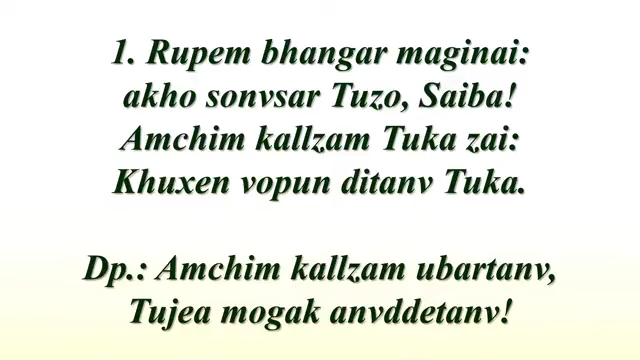 1. Rupem bhangar maginai:
akho sonvsar Tuzo, Saiba!
Amchim kallzam Tuka zai:
Khuxen vopun ditanv Tuka.
Dp.: Amchim kallzam ubartanv,
Tujea mogak anvddetanv!